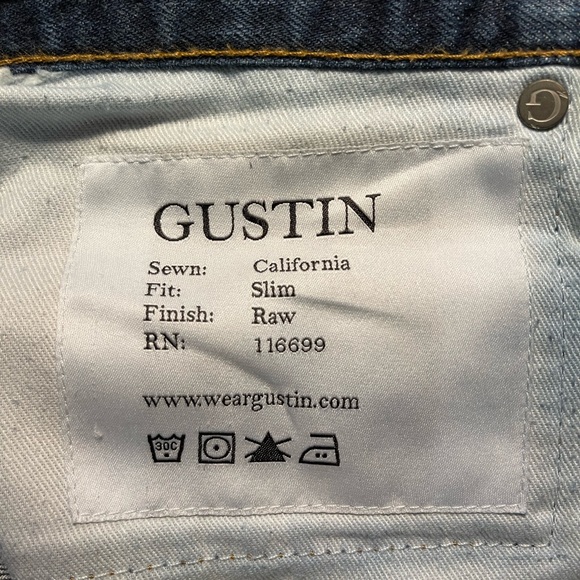 G
GUSTIN
Sewn: California
Fit: Slim
Finish: Raw
RN: 116699
www.weargustin.com
30C